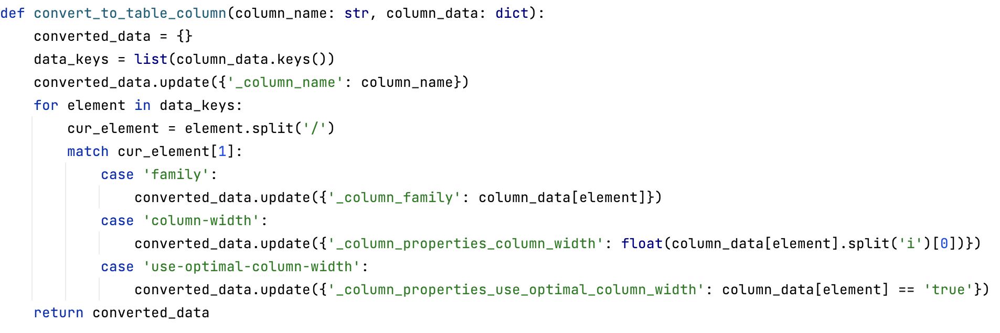 def convert_to_table_column(column_name: str, column_data: dict):
    converted_data = {}
    data_keys = list(column_data.keys())
    converted_data.update({'_column_name': column_name})
    for element in data_keys:
        cur_element = element.split('/')
        match cur_element[1]:
            case 'family':
                converted_data.update({'_column_family': column_data[element]})
            case 'column-width':
                converted_data.update({'_column_properties_column_width': float(column_data[element].split('i')[0])})
            case 'use-optimal-column-width':
                converted_data.update({'_column_properties_use_optimal_column_width': column_data[element] == 'true'})
    return converted_data